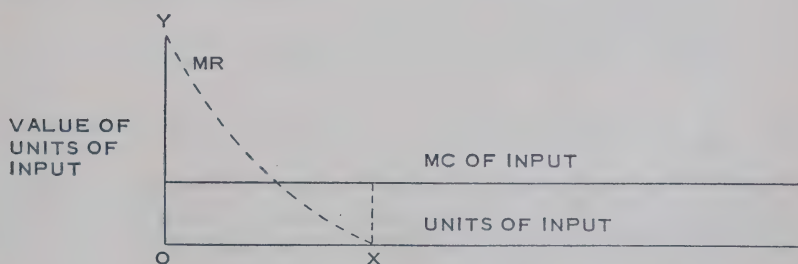 Y
MR
VALUE OF
UNITS OF
INPUT
MC OF INPUT
UNITS OF INPUT
O
X